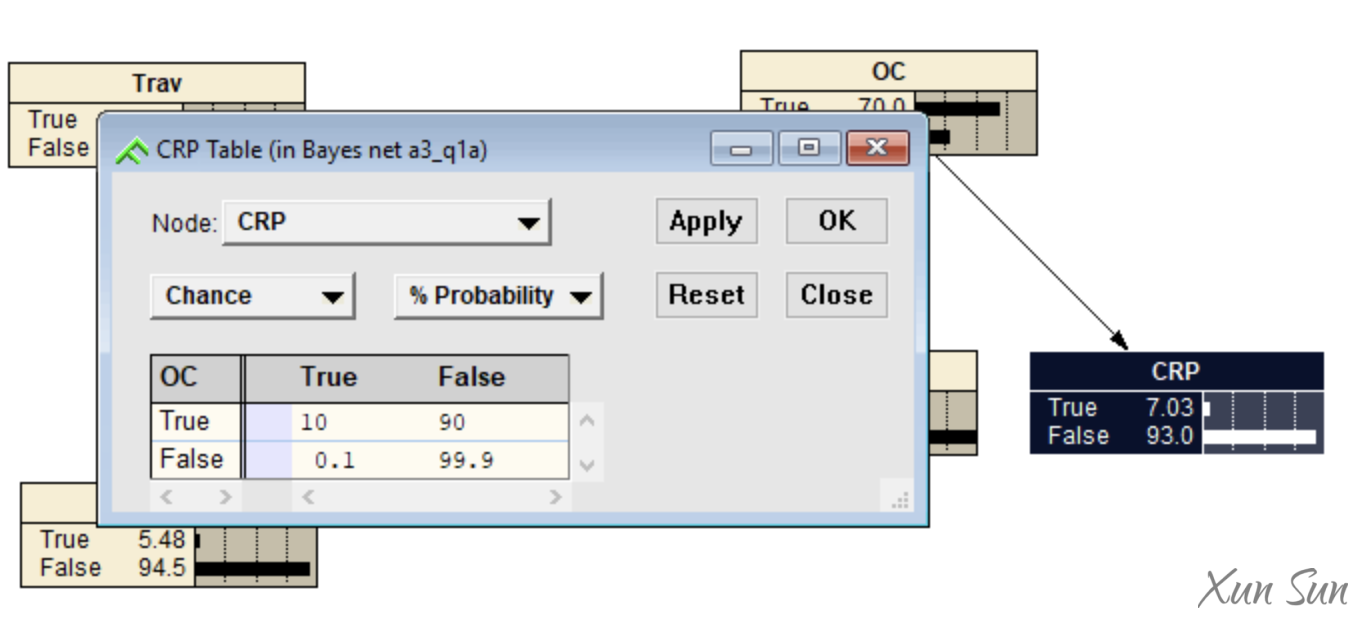 Trav
True
False
OC
True 70.0
CRP Table (in Bayes net a3_q1a)
Node: CRP
Apply OK
Chance % Probability
Reset Close
OC True False
True 10 90
False 0.1 99.9
CRP
True 7.03
False 93.0
True 5.48
False 94.5
Xun Sun